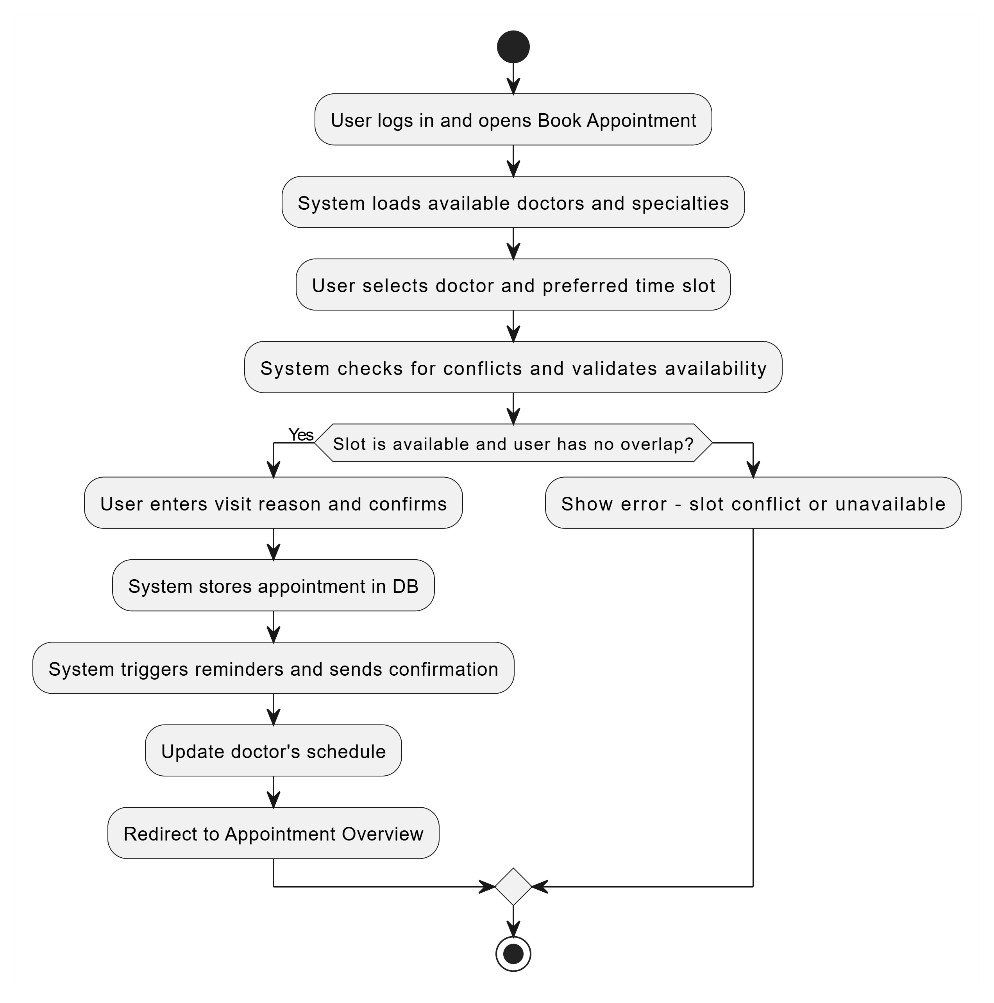 User logs in and opens Book Appointment
System loads available doctors and specialties
User selects doctor and preferred time slot
System checks for conflicts and validates availability
Yes
Slot is available and user has no overlap?
User enters visit reason and confirms
Show error - slot conflict or unavailable
System stores appointment in DB
System triggers reminders and sends confirmation
Update doctor's schedule
Redirect to Appointment Overview